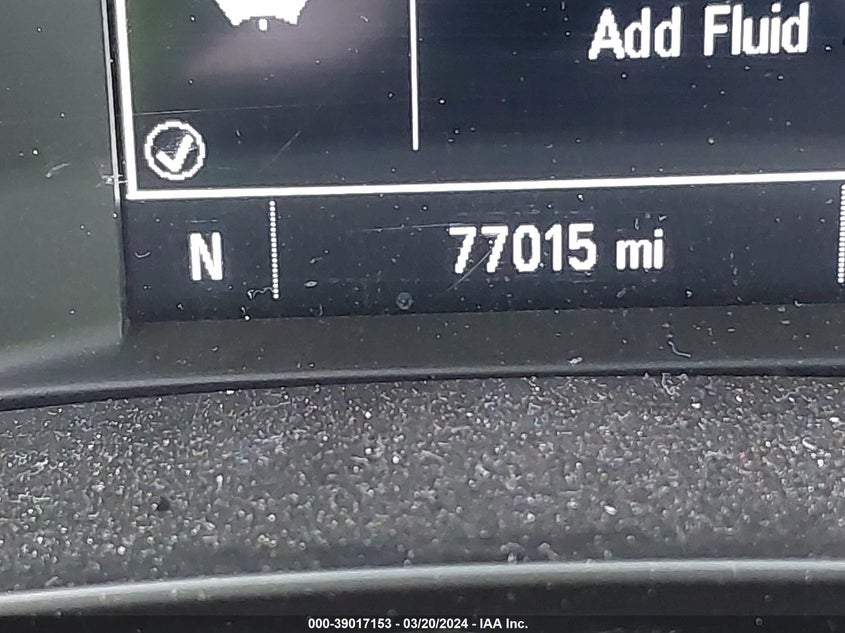 Add Fluid
N
77015 mi
000-39017153 - 03/20/2024 - IAA Inc.